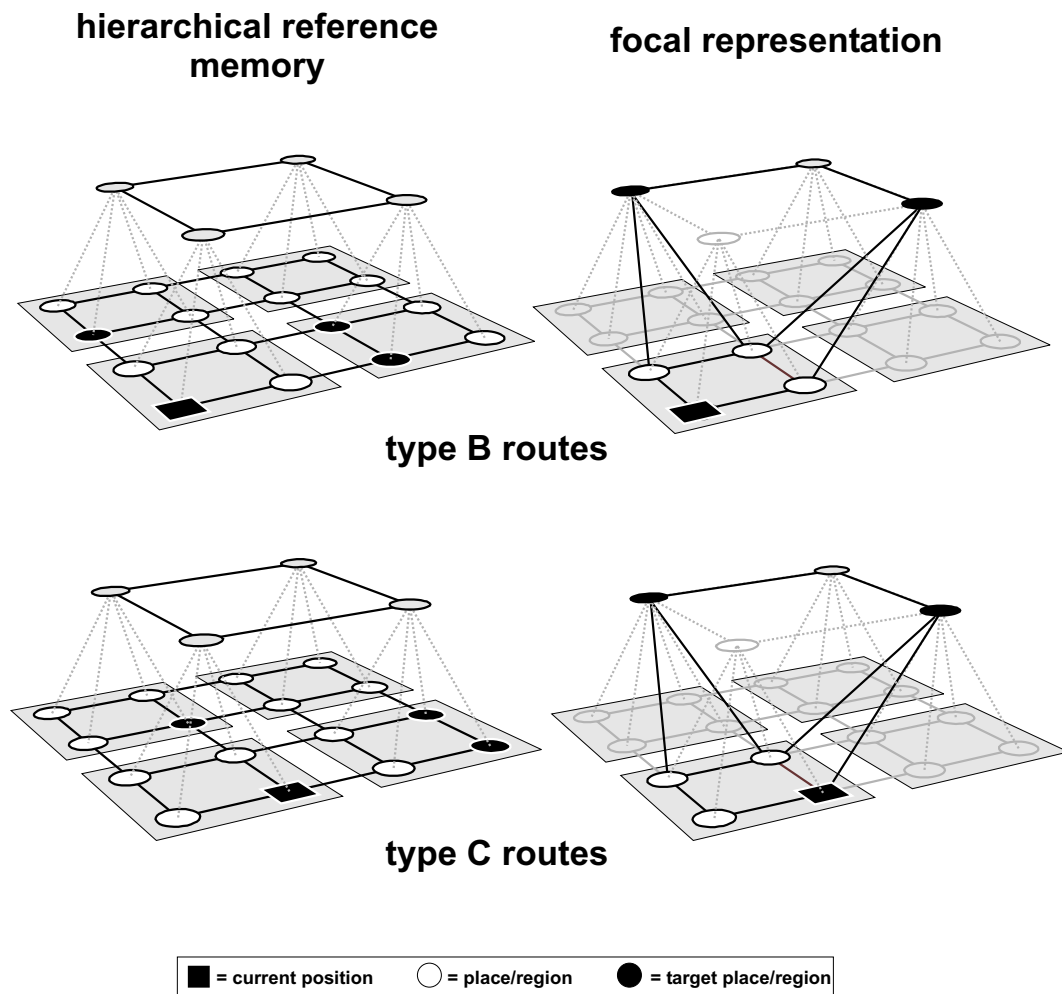 hierarchical reference
memory
focal representation
type B routes
type C routes
= current position
= place/region
= target place/region